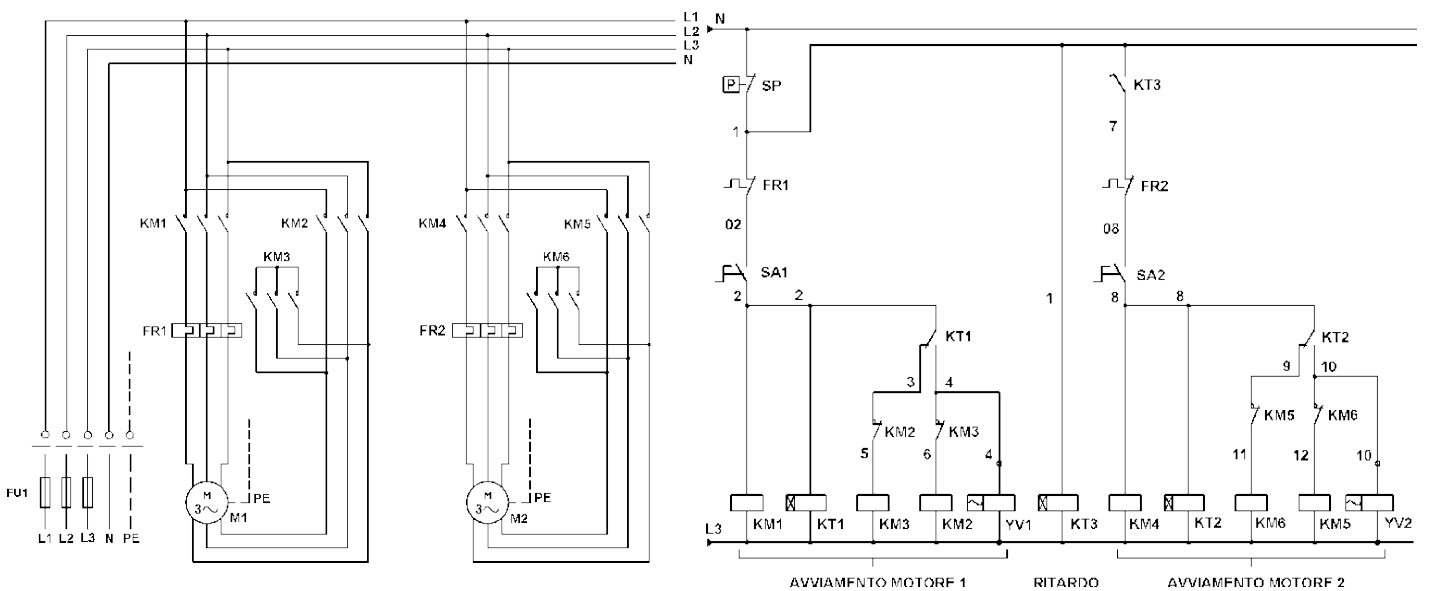 L1
L2
L3
N
KM1
KM2
KM3
FR1
KM4
KM5
KM6
FR2
FU1
L1 L2 L3 N PE
M
3
M1
PE
M
3
M2
PE
N
P
SP
1
FR1
02
SA1
2
2
KT1
3
4
KM2
KM3
5
6
4
KT3
7
FR2
08
SA2
1
8
8
KT2
9
10
KM5
KM6
11
12
10
L3
KM1
KT1
KM3
KM2
YV1
KT3
KM4
KT2
KM6
KM5
YV2
AVVIAMENTO MOTORE 1
RITARDO
AVVIAMENTO MOTORE 2